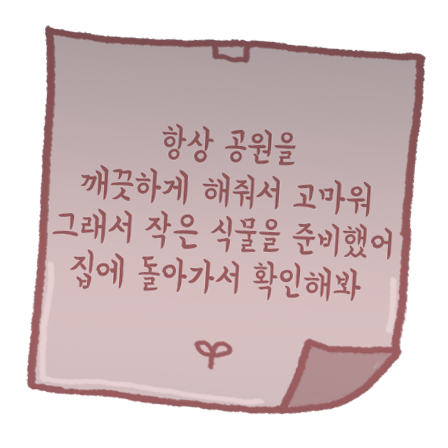 항상 공원을
깨끗하게 해줘서 고마워
그래서 작은 식물을 준비했어
집에 돌아가서 확인해봐